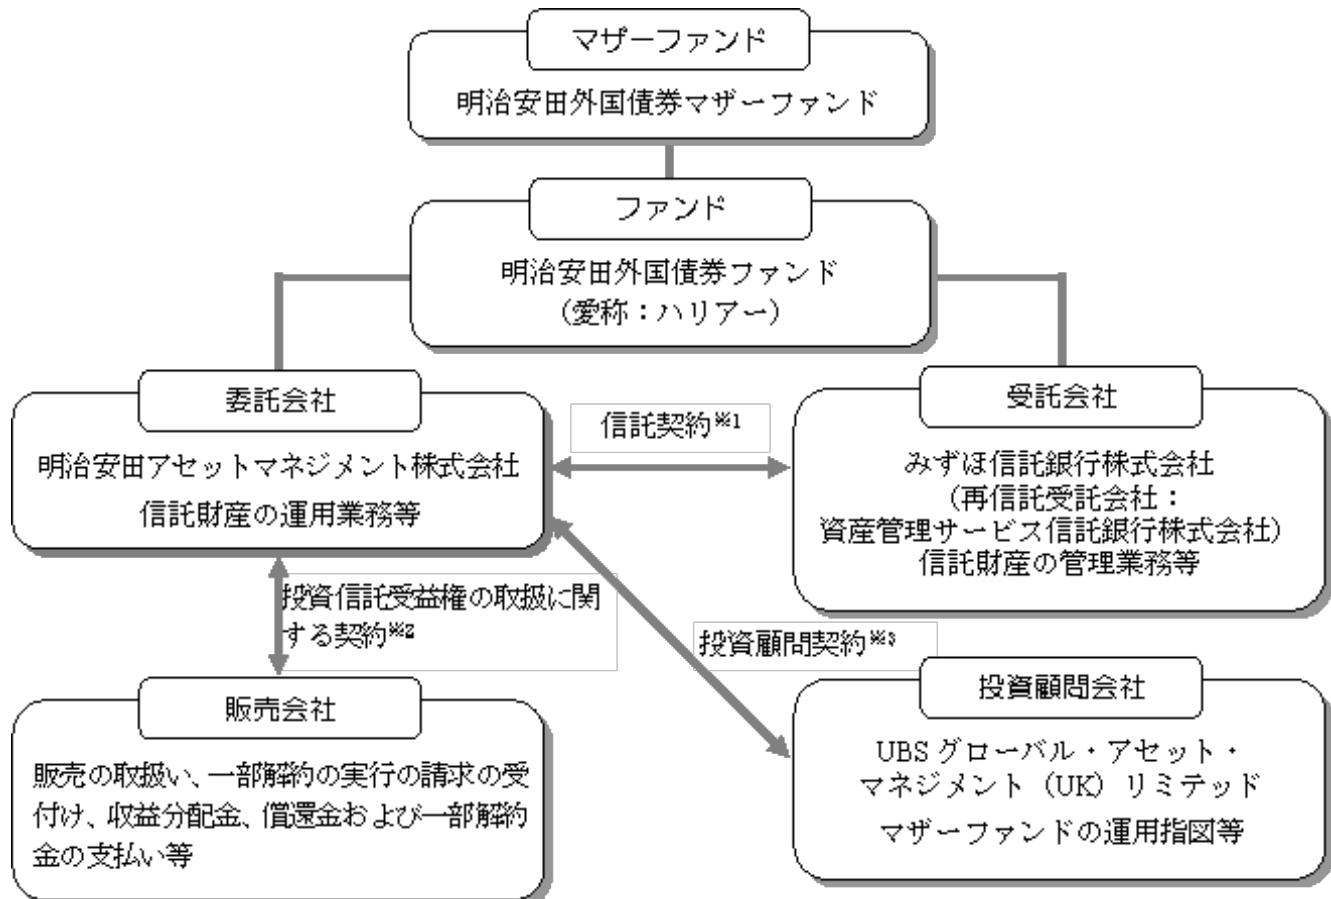 マザーファンド
明治安田外国債券マザーファンド
ファンド
明治安田外国債券ファンド
（愛称：ハリアー）
委託会社
明治安田アセットマネジメント株式会社
信託財産の運用業務等
信託契約※1
受託会社
みずほ信託銀行株式会社
（再信託受託会社：
資産管理サービス信託銀行株式会社）
信託財産の管理業務等
投資信託受益権の取扱に関
する契約※2
投資顧問契約※3
販売会社
販売の取扱い、一部解約の実行の請求の受
付け、収益分配金、償還金および一部解約
金の支払い等
投資顧問会社
UBS グローバル・アセット・
マネジメント（UK）リミテッド
マザーファンドの運用指図等